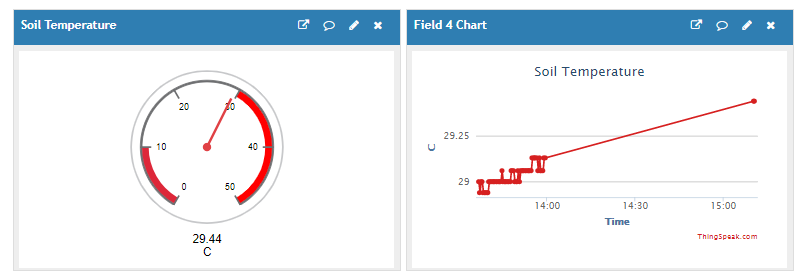 Soil Temperature
20
30
10
40
0
50
29.44
C
Field 4 Chart
Soil Temperature
29.25
C
29
14:00
14:30
15:00
Time
ThingSpeak.com